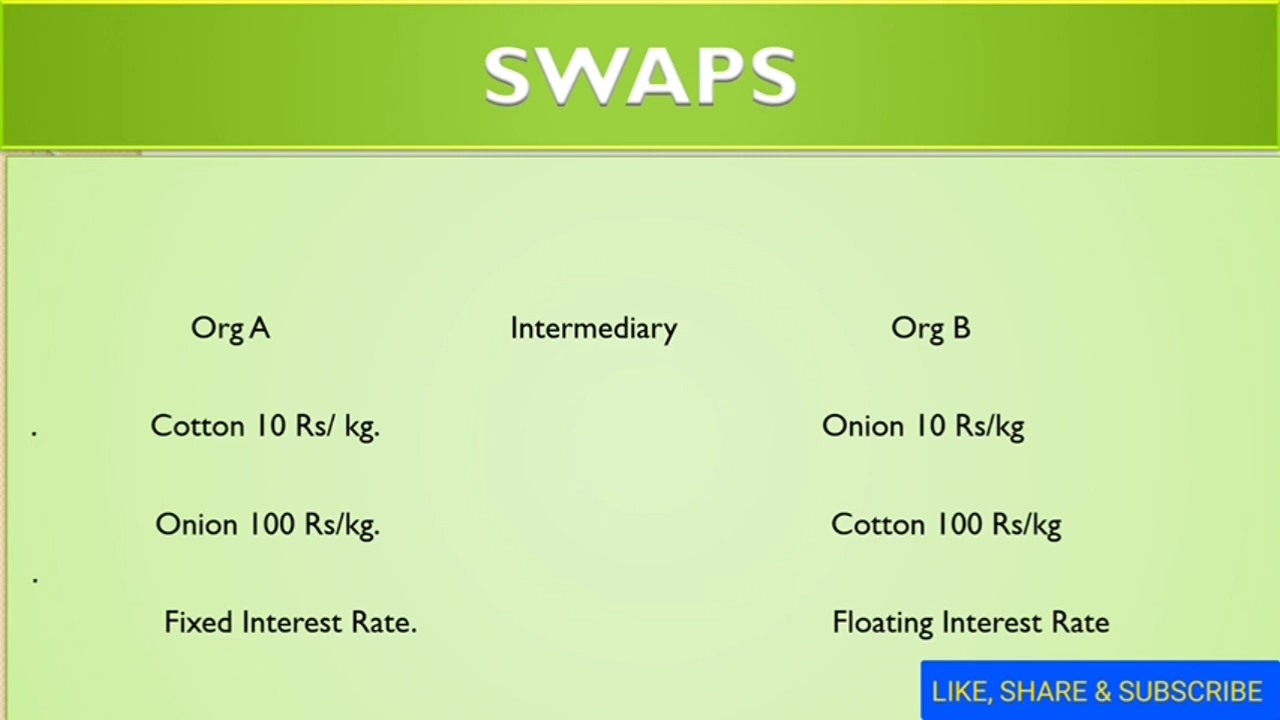 SWAPS
Org A Intermediary Org B
. Cotton 10 Rs/ kg. Onion 10 Rs/kg
Onion 100 Rs/kg. Cotton 100 Rs/kg
.
Fixed Interest Rate. Floating Interest Rate
LIKE, SHARE & SUBSCRIBE